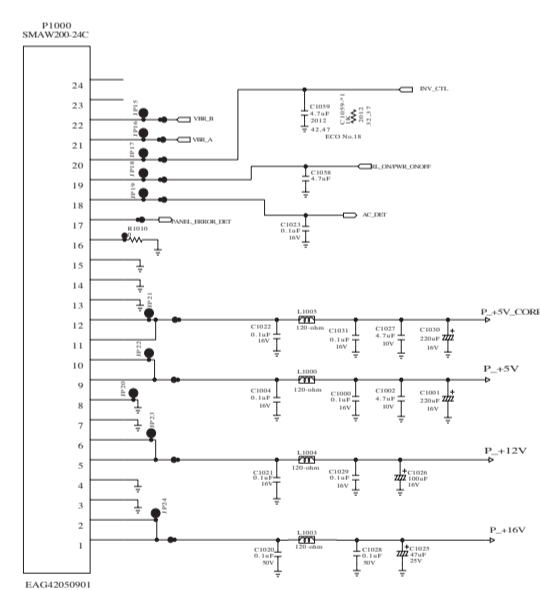 P1000
SMAW200-24C
24
23
22
21
20
19
18
17
16
15
14
13
12
11
10
9
8
7
6
5
4
3
2
1
EAG42050901
JP15
JP16
JP17
JP18
JP19
VBR_B
VBR_A
INV_CTL
C1059
4.7uF
2012
42,47
C1059-*1
1K
2012
32,37
ECO No.18
RL_ON/PWR_ONOFF
C1058
4.7uF
AC_DET
C1023
0.1uF
16V
PANEL_ERROR_DET
R1010
JP21
L1005
120-ohm
P_+5V_CORE
C1022
0.1uF
16V
C1031
0.1uF
16V
C1027
4.7uF
10V
C1030
220uF
16V
JP22
L1000
120-ohm
P_+5V
C1004
0.1uF
16V
C1000
0.1uF
16V
C1002
4.7uF
10V
C1001
220uF
16V
JP20
JP23
L1004
120-ohm
P_+12V
C1021
0.1uF
16V
C1029
0.1uF
16V
C1026
100uF
16V
JP24
L1003
120-ohm
P_+16V
C1020
0.1uF
50V
C1028
0.1uF
50V
C1025
47uF
25V